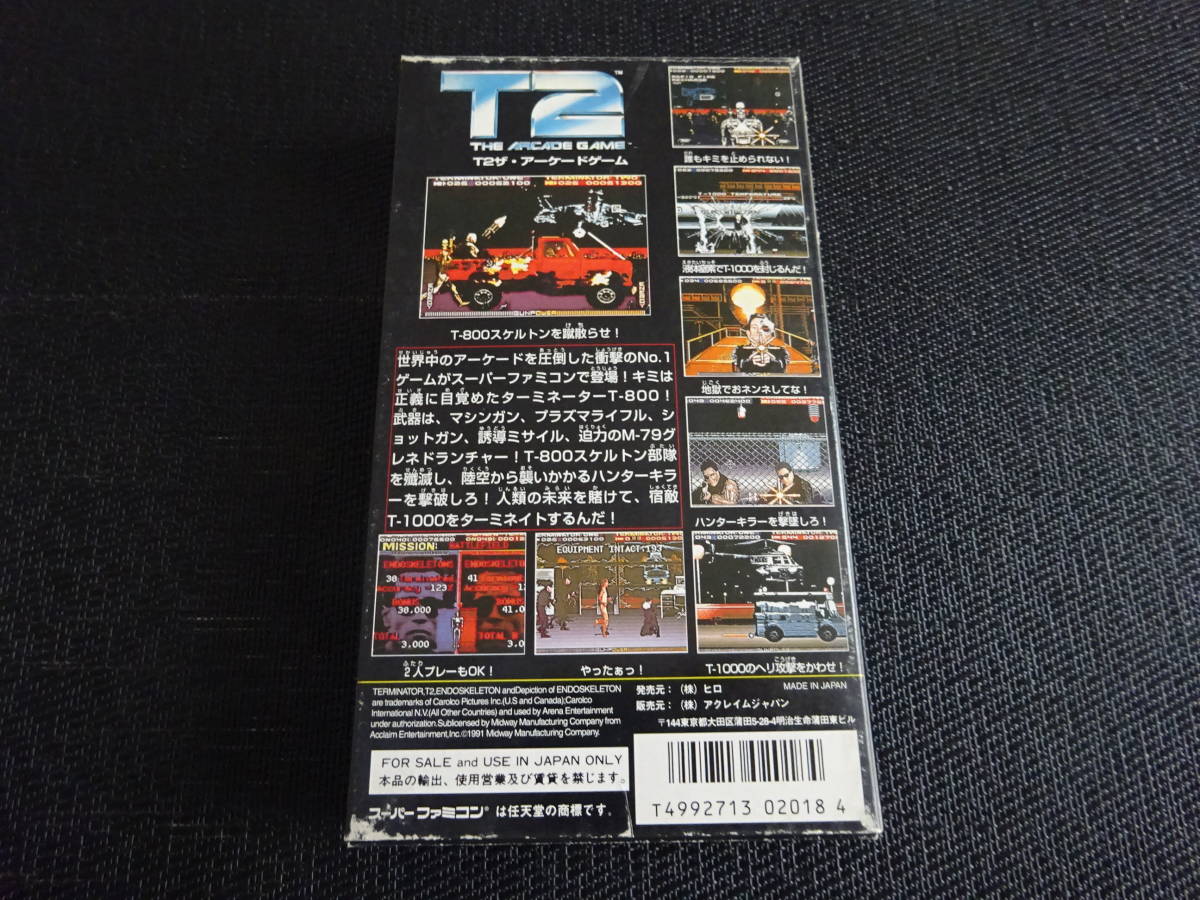 T2
THE ARCADE GAME
T2ザ・アーケードゲーム
TERMINATOR ONE TERMINATOR TWO
T-800スケルトンを蹴散らせ！
世界中のアーケードを圧倒した衝撃のNo.1
ゲームがスーパーファミコンで登場！キミは
正義に目覚めたターミネーターT-800！
武器は、マシンガン、プラズマライフル、シ
ョットガン、誘導ミサイル、迫力のM-79グ
レネドランチャー！T-800スケルトン部隊
を殲滅し、陸空から襲いかかるハンターキラ
ーを撃破しろ！人類の未来を賭けて、宿敵
T-1000をターミネイトするんだ！
誰もキミを止められない！
T-1000 TEMPERATURE
液体窒素でT-1000を封じるんだ！
地獄でおネンネしてな！
ハンターキラーを撃墜しろ！
MISSION: BATTLEFIELD
ENDOSKELETONS
BONUS
30.000
3,000
2人プレーもOK！
EQUIPMENT INTACT:193
やったぁっ！
T-1000のヘリ攻撃をかわせ！
TERMINATOR,T2,ENDOSKELETON andDepiction of ENDOSKELETON
are trademarks of Carolco Pictures Inc.(U.S and Canada);Carolco
International N.V.(All Other Countries) and used by Arena Entertainment
under authorization.Sublicensed by Midway Manufacturing Company from
Acclaim Entertainment,Inc.©1991 Midway Manufacturing Company.
発売元：（株）ヒロ MADE IN JAPAN
販売元：（株）アクレイムジャパン
〒144東京都大田区蒲田5-28-4明治生命蒲田東ビル
FOR SALE and USE IN JAPAN ONLY
本品の輸出、使用営業及び賃貸を禁じます。
スーパーファミコン® は任天堂の商標です。
T4992713 02018 4